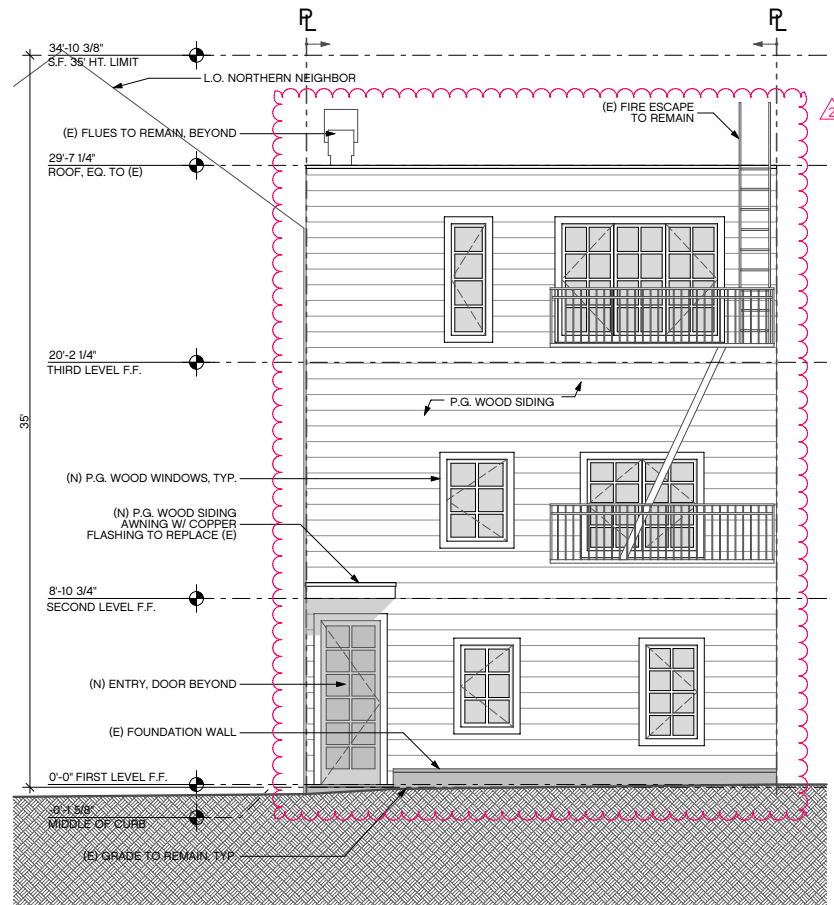 PL
PL
34'-10 3/8"
S.F. 35' HT. LIMIT
L.O. NORTHERN NEIGHBOR
(E) FIRE ESCAPE
TO REMAIN
2
(E) FLUES TO REMAIN, BEYOND
29'-7 1/4"
ROOF, EQ. TO (E)
20'-2 1/4"
THIRD LEVEL F.F.
P.G. WOOD SIDING
35'
(N) P.G. WOOD WINDOWS, TYP.
(N) P.G. WOOD SIDING
AWNING W/ COPPER
FLASHING TO REPLACE (E)
8'-10 3/4"
SECOND LEVEL F.F.
(N) ENTRY, DOOR BEYOND
(E) FOUNDATION WALL
0'-0" FIRST LEVEL F.F.
-0'-1 5/8"
MIDDLE OF CURB
(E) GRADE TO REMAIN, TYP